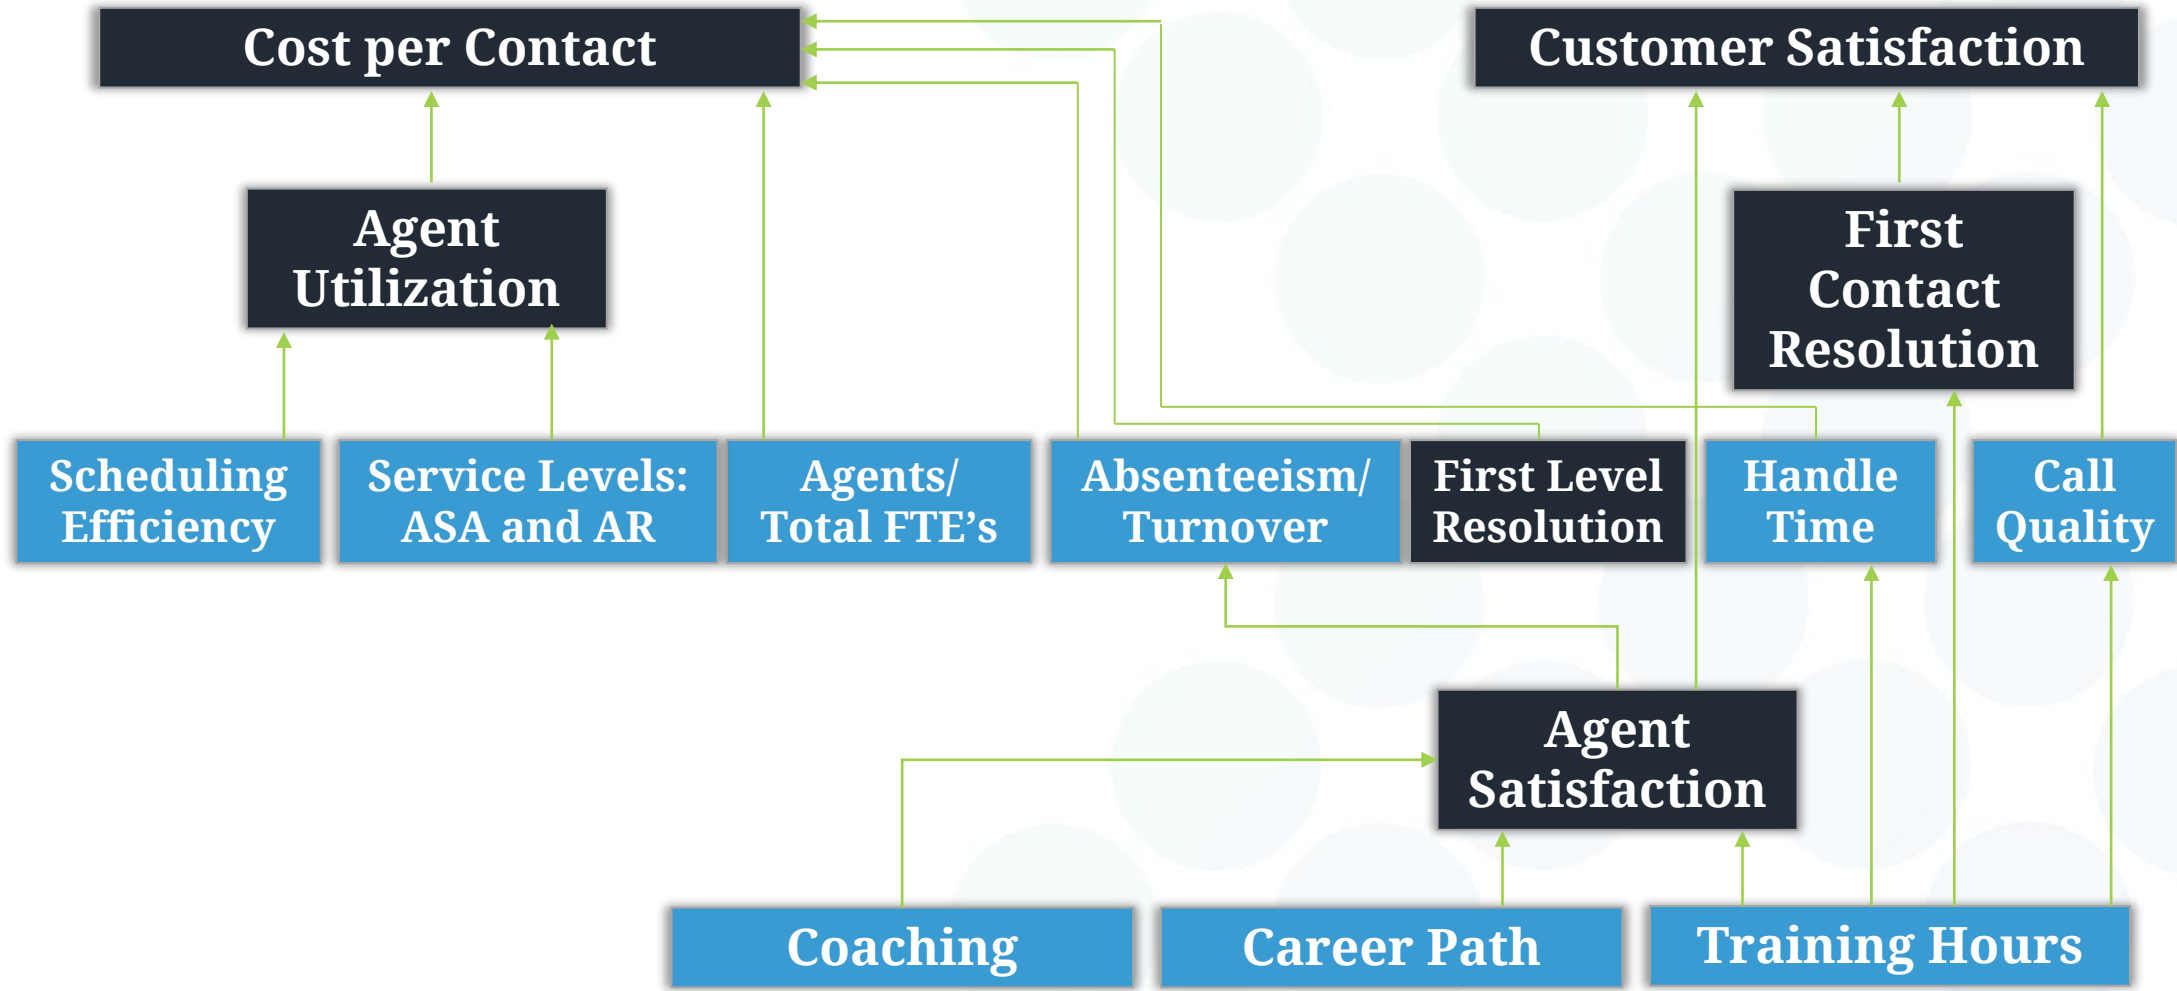 Cost per Contact
Customer Satisfaction
Agent
Utilization
First
Contact
Resolution
Scheduling
Efficiency
Service Levels:
ASA and AR
Agents/
Total FTE’s
Absenteeism/
Turnover
First Level
Resolution
Handle
Time
Call
Quality
Agent
Satisfaction
Coaching
Career Path
Training Hours